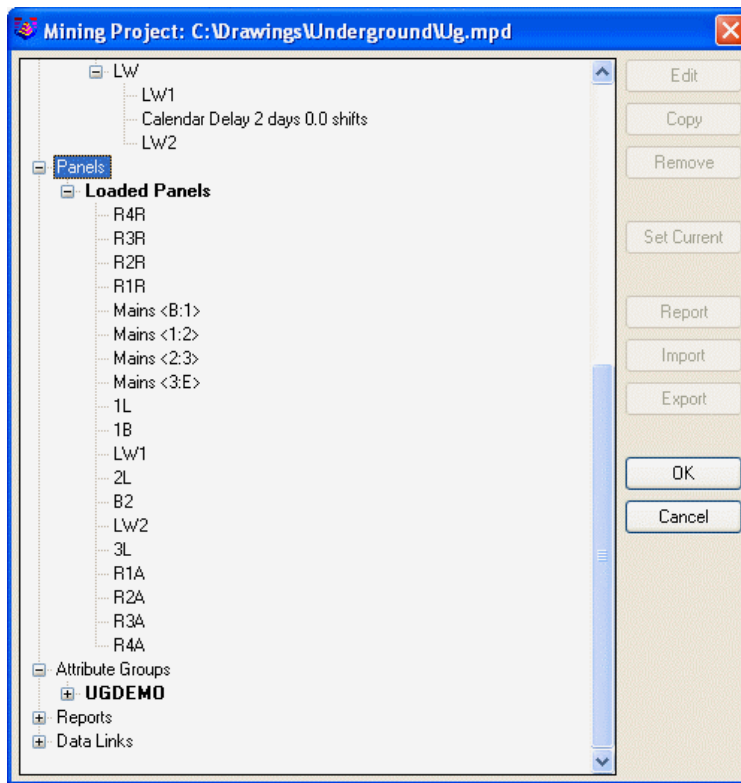 Mining Project: C:\Drawings\Underground\Ug.mpd
LW
LW1
Calendar Delay 2 days 0.0 shifts
LW2
Panels
Loaded Panels
R4R
R3R
R2R
R1R
Mains <B:1>
Mains <1:2>
Mains <2:3>
Mains <3:E>
1L
1B
LW1
2L
B2
LW2
3L
R1A
R2A
R3A
R4A
Attribute Groups
UGDEMO
Reports
Data Links
Edit
Copy
Remove
Set Current
Report
Import
Export
OK
Cancel